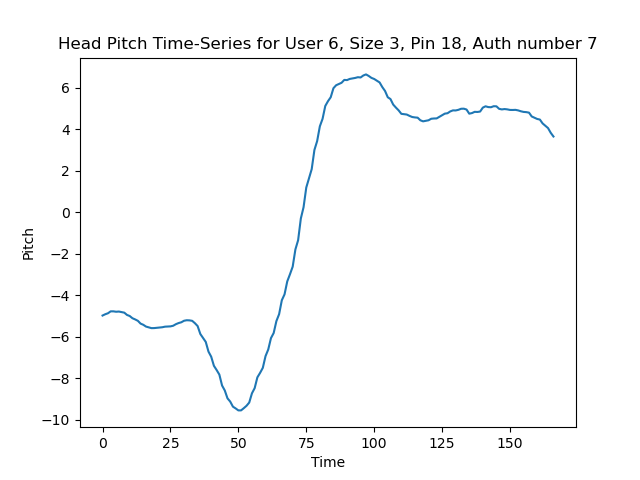 Head Pitch Time-Series for User 6, Size 3, Pin 18, Auth number 7
6
4
2
0
−2
−4
−6
−8
−10
Pitch
0 25 50 75 100 125 150
Time